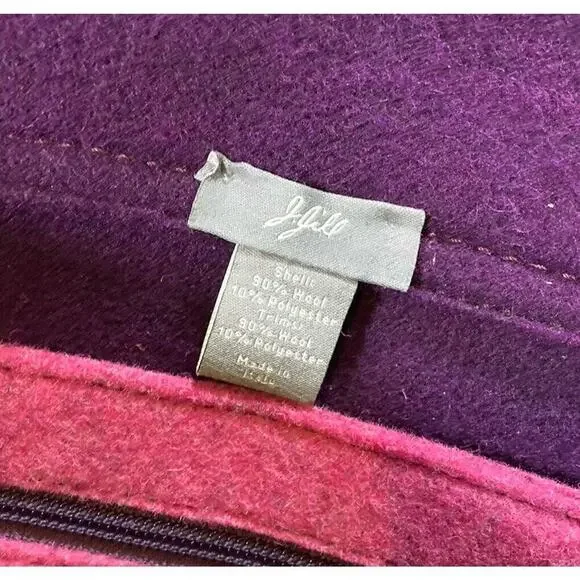 J.Jill
Shell:
90% Wool
10% Polyester
Trim:
90% Wool
10% Polyester
Made in
Italy